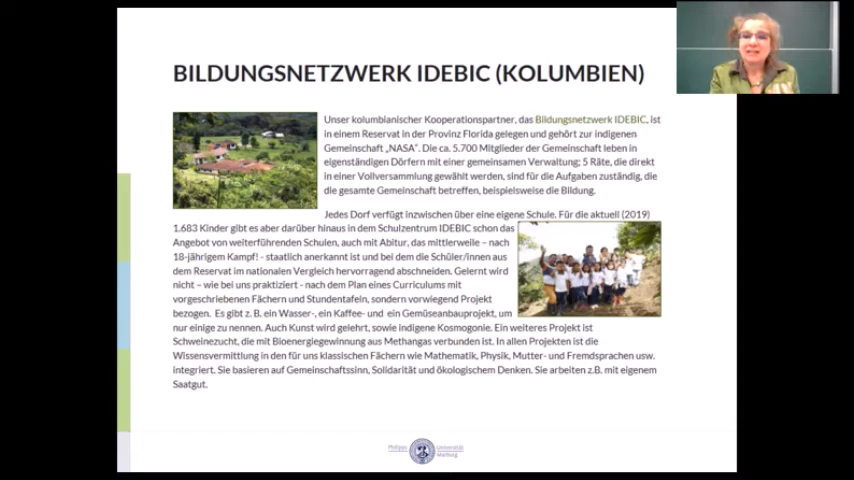 BILDUNGSNETZWERK IDEBIC (KOLUMBIEN)
Unser kolumbianischer Kooperationspartner, das Bildungsnetzwerk IDEBIC, ist
in einem Reservat in der Provinz Florida gelegen und gehört zur indigenen
Gemeinschaft „NASA“. Die ca. 5.700 Mitglieder der Gemeinschaft leben in
eigenständigen Dörfern mit einer gemeinsamen Verwaltung; 5 Räte, die direkt
in einer Vollversammlung gewählt werden, sind für die Aufgaben zuständig, die
die gesamte Gemeinschaft betreffen, beispielsweise die Bildung.
Jedes Dorf verfügt inzwischen über eine eigene Schule. Für die aktuell (2019)
1.683 Kinder gibt es aber darüber hinaus in dem Schulzentrum IDEBIC schon das
Angebot von weiterführenden Schulen, auch mit Abitur, das mittlerweile – nach
18-jährigem Kampf! - staatlich anerkannt ist und bei dem die Schüler/innen aus
dem Reservat im nationalen Vergleich hervorragend abschneiden. Gelernt wird
nicht – wie bei uns praktiziert - nach dem Plan eines Curriculums mit
vorgeschriebenen Fächern und Stundentafeln, sondern vorwiegend Projekt
bezogen. Es gibt z. B. ein Wasser-, ein Kaffee- und ein Gemüseanbauprojekt, um
nur einige zu nennen. Auch Kunst wird gelehrt, sowie indigene Kosmogonie. Ein weiteres Projekt ist
Schweinezucht, die mit Bioenergiegewinnung aus Methangas verbunden ist. In allen Projekten ist die
Wissensvermittlung in den für uns klassischen Fächern wie Mathematik, Physik, Mutter- und Fremdsprachen usw.
integriert. Sie basieren auf Gemeinschaftssinn, Solidarität und ökologischem Denken. Sie arbeiten z.B. mit eigenem
Saatgut.
Philipps Universität
Marburg